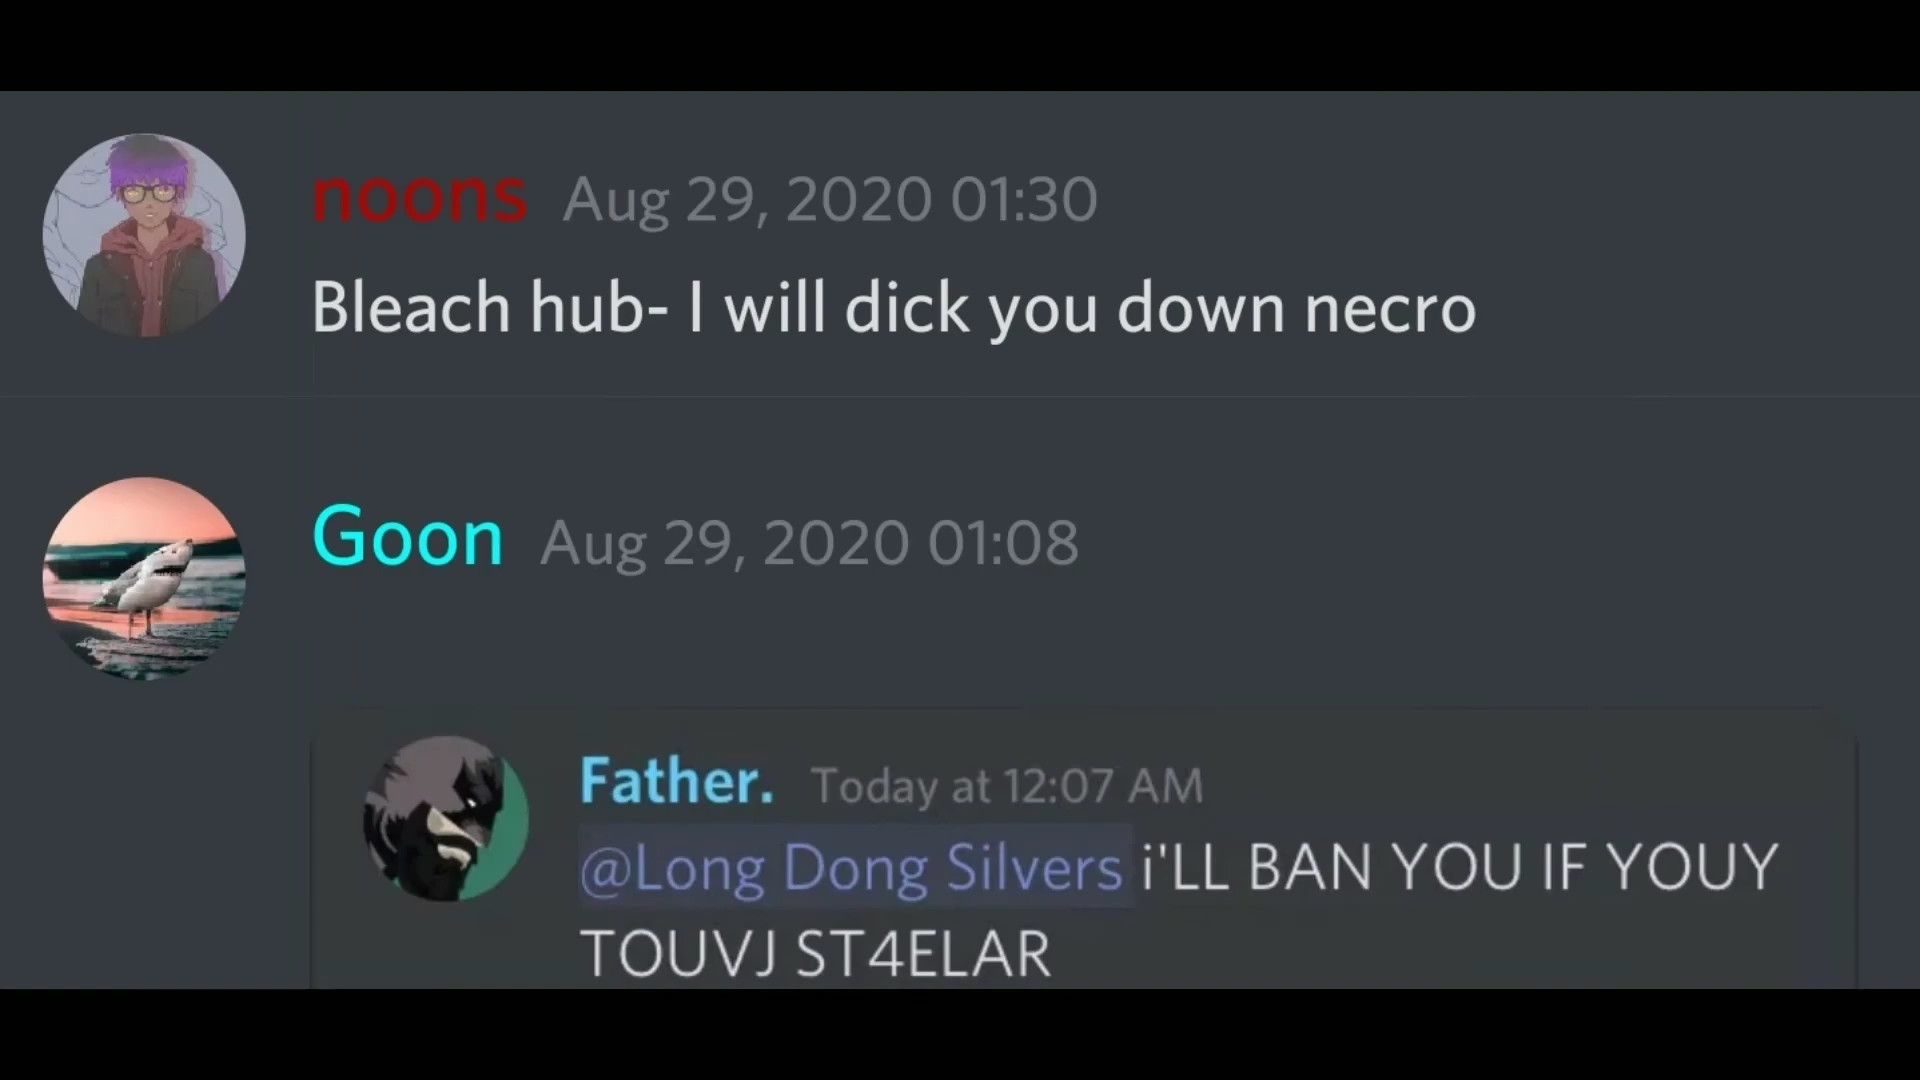 noons Aug 29, 2020 01:30
Bleach hub- I will dick you down necro
Goon Aug 29, 2020 01:08
Father. Today at 12:07 AM
@Long Dong Silvers i'LL BAN YOU IF YOUY
TOUVJ ST4ELAR